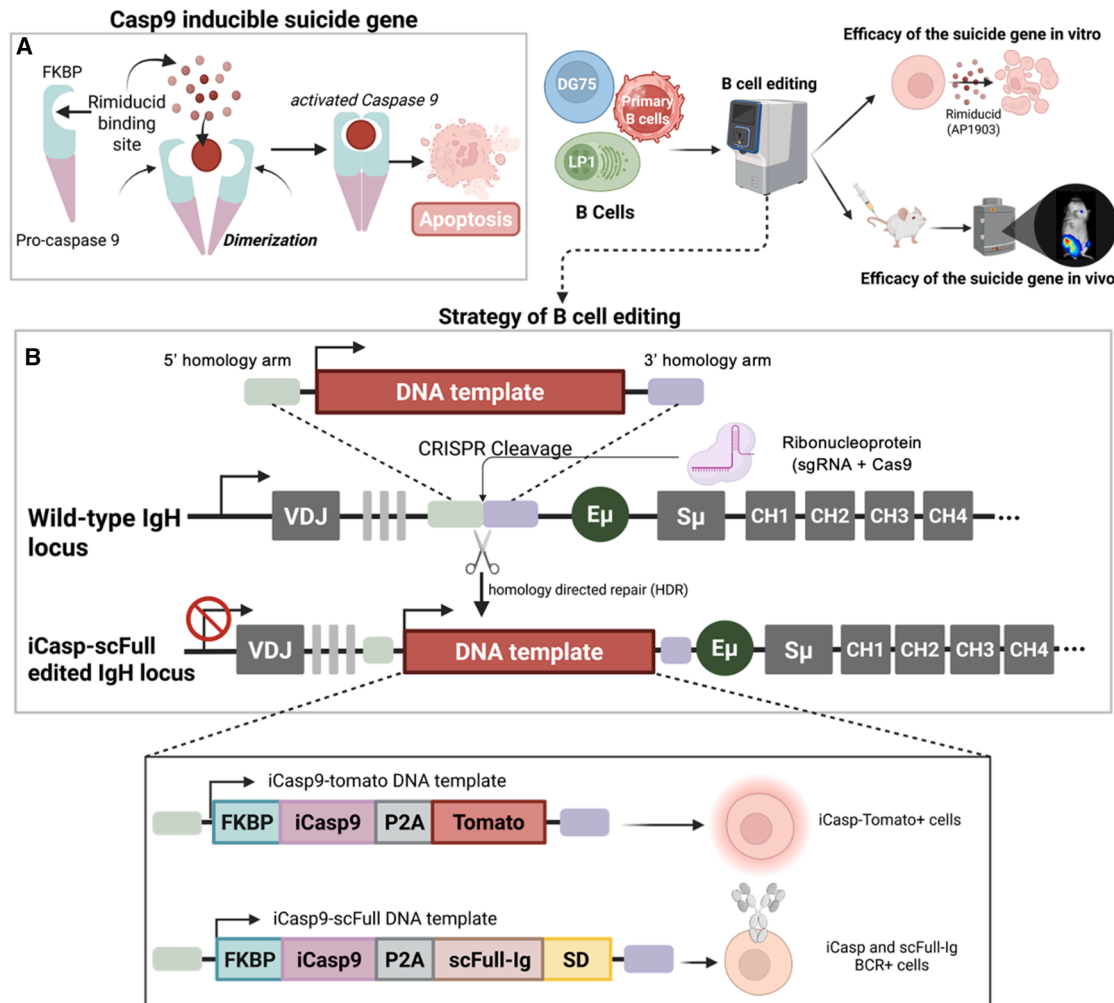 Casp9 inducible suicide gene
A
FKBP
Rimiducid
binding
site
Pro-caspase 9
Dimerization
activated Caspase 9
Apoptosis
DG75
Primary
B cells
LP1
B Cells
B cell editing
Efficacy of the suicide gene in vitro
Rimiducid
(AP1903)
Efficacy of the suicide gene in vivo
Strategy of B cell editing
B
5' homology arm
3' homology arm
DNA template
CRISPR Cleavage
Ribonucleoprotein
(sgRNA + Cas9
Wild-type IgH
locus
VDJ
Eμ
Sμ
CH1
CH2
CH3
CH4
...
homology directed repair (HDR)
iCasp-scFull
edited IgH locus
VDJ
DNA template
Eμ
Sμ
CH1
CH2
CH3
CH4
....
iCasp9-tomato DNA template
FKBP
iCasp9
P2A
Tomato
iCasp-Tomato+ cells
iCasp9-scFull DNA template
FKBP
iCasp9
P2A
scFull-Ig
SD
iCasp and scFull-Ig
BCR+ cells